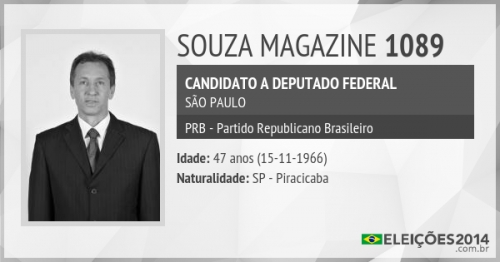 SOUZA MAGAZINE 1089
CANDIDATO A DEPUTADO FEDERAL
SÃO PAULO
PRB - Partido Republicano Brasileiro
Idade: 47 anos (15-11-1966)
Naturalidade: SP - Piracicaba
ELEIÇÕES2014
.com.br